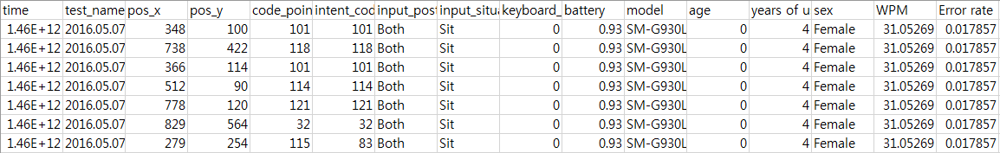 time test_name pos_x pos_y code_poin intent_cod input_post input_situa keyboard_ battery model age years of u sex WPM Error rate
1.46E+12 2016.05.07 348 100 101 101 Both Sit 0 0.93 SM-G930L 0 4 Female 31.05269 0.017857
1.46E+12 2016.05.07 738 422 118 118 Both Sit 0 0.93 SM-G930L 0 4 Female 31.05269 0.017857
1.46E+12 2016.05.07 366 114 101 101 Both Sit 0 0.93 SM-G930L 0 4 Female 31.05269 0.017857
1.46E+12 2016.05.07 512 90 114 114 Both Sit 0 0.93 SM-G930L 0 4 Female 31.05269 0.017857
1.46E+12 2016.05.07 778 120 121 121 Both Sit 0 0.93 SM-G930L 0 4 Female 31.05269 0.017857
1.46E+12 2016.05.07 829 564 32 32 Both Sit 0 0.93 SM-G930L 0 4 Female 31.05269 0.017857
1.46E+12 2016.05.07 279 254 115 83 Both Sit 0 0.93 SM-G930L 0 4 Female 31.05269 0.017857